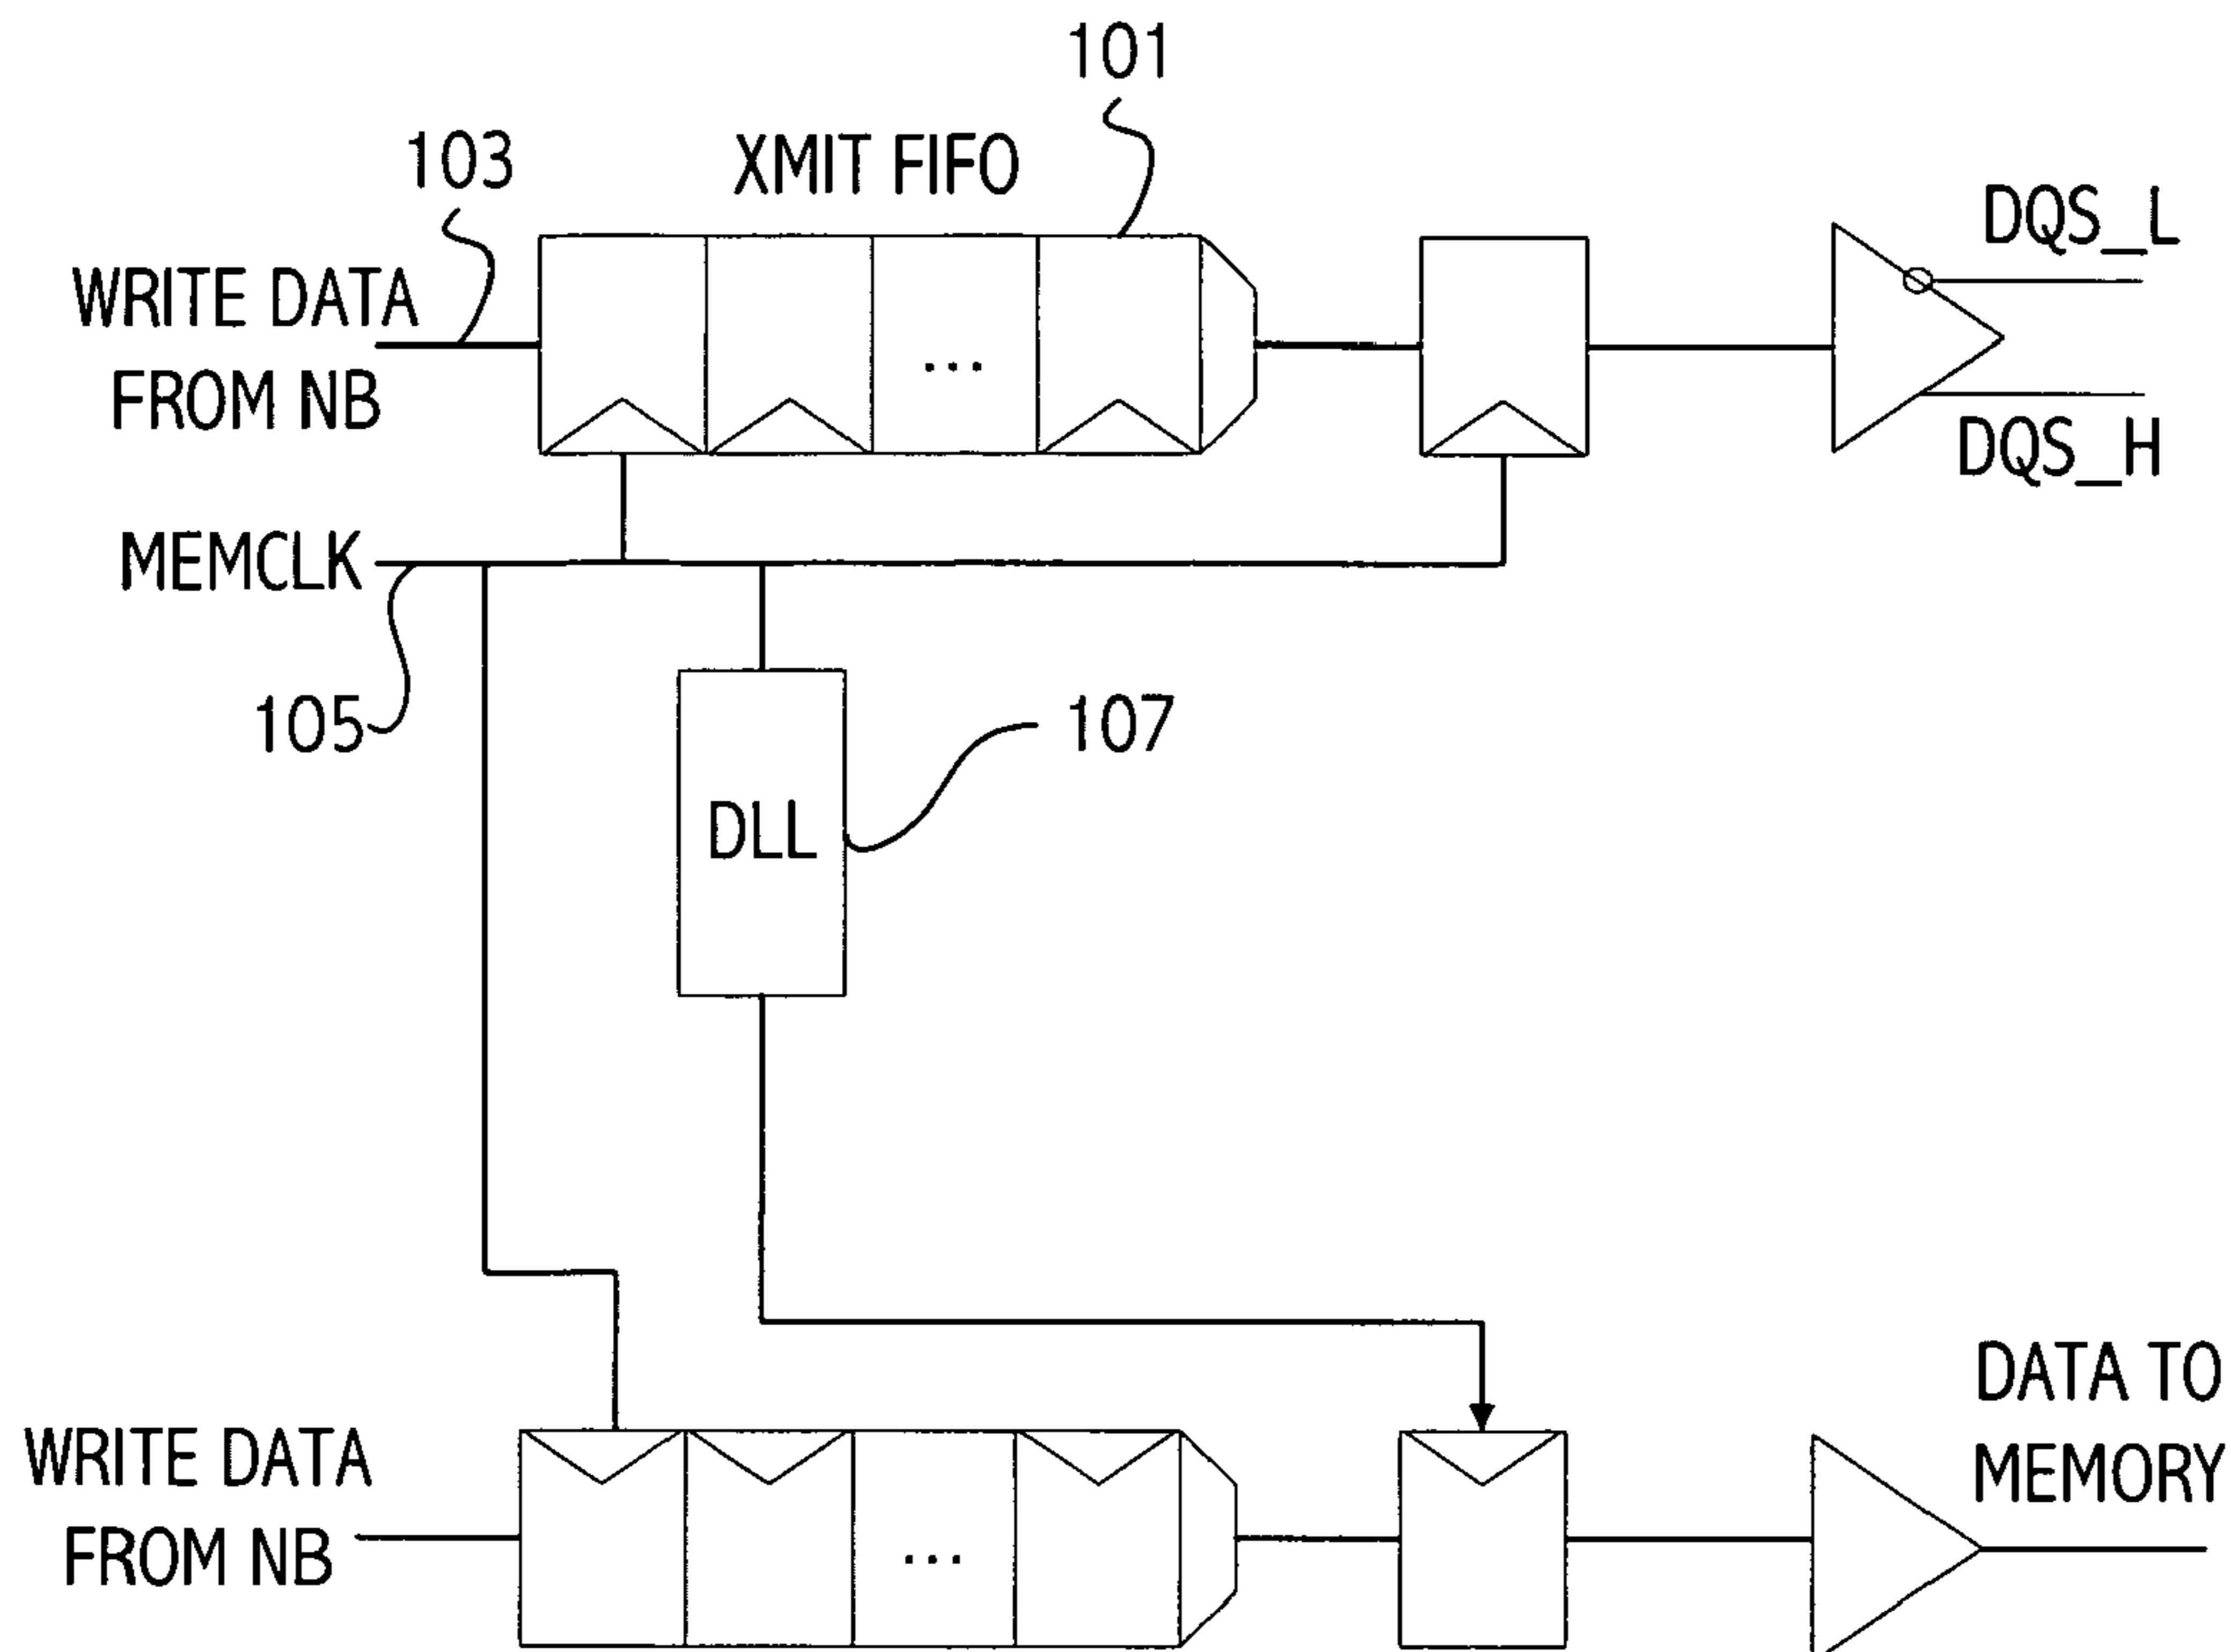 101
103
XMIT FIFO
DQS_L
WRITE DATA
FROM NB
...
DQS_H
MEMCLK
105
107
DLL
DATA TO
MEMORY
WRITE DATA
FROM NB
...